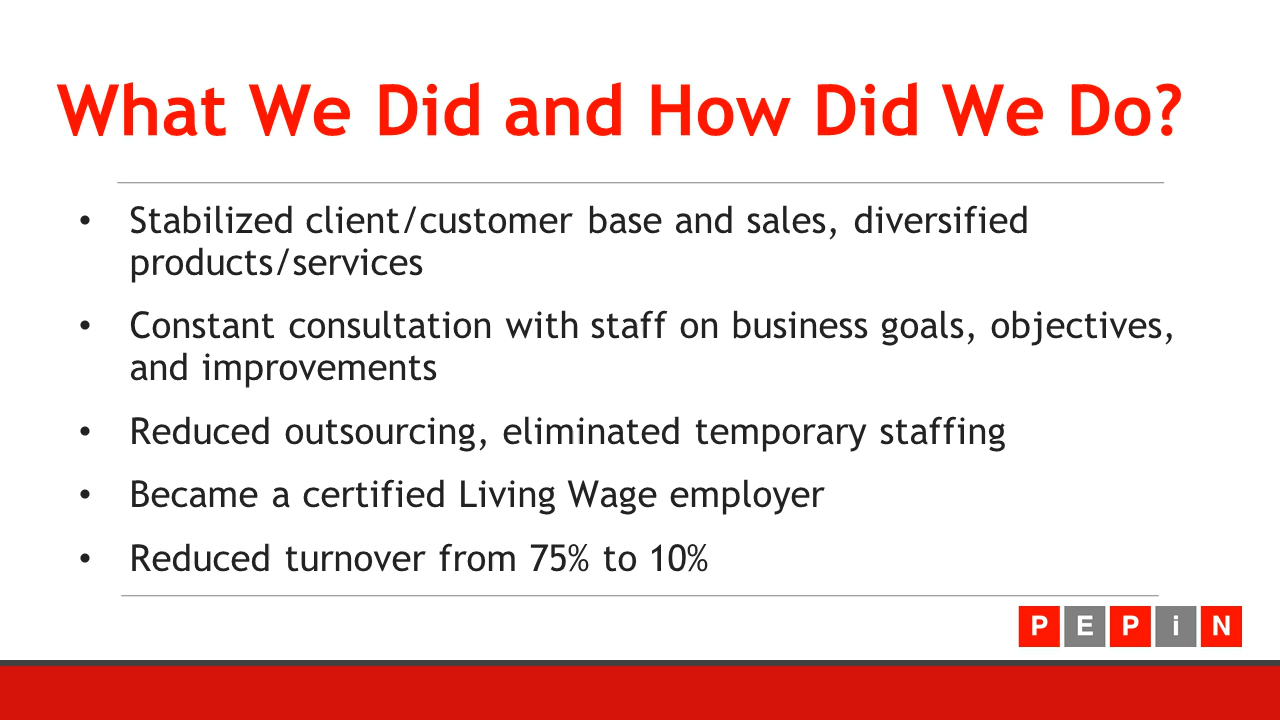 What We Did and How Did We Do?
• Stabilized client/customer base and sales, diversified
products/services
• Constant consultation with staff on business goals, objectives,
and improvements
• Reduced outsourcing, eliminated temporary staffing
• Became a certified Living Wage employer
• Reduced turnover from 75% to 10%
PEPiN